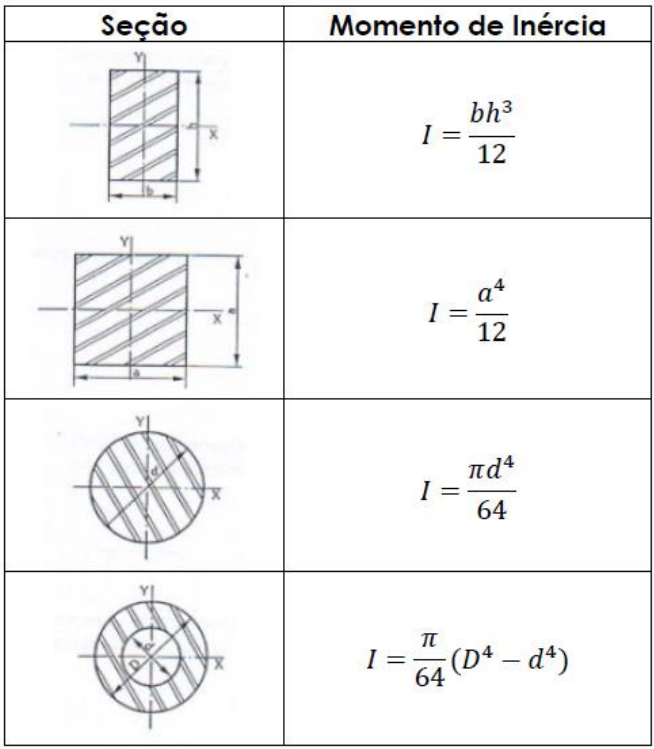 Seção Momento de Inércia
Y
X
h
b
I = bh³/12
Y
X
a
a
I = a⁴/12
Y
d
X
I = πd⁴/64
Y
d
D
X
I = π/64 (D⁴ − d⁴)